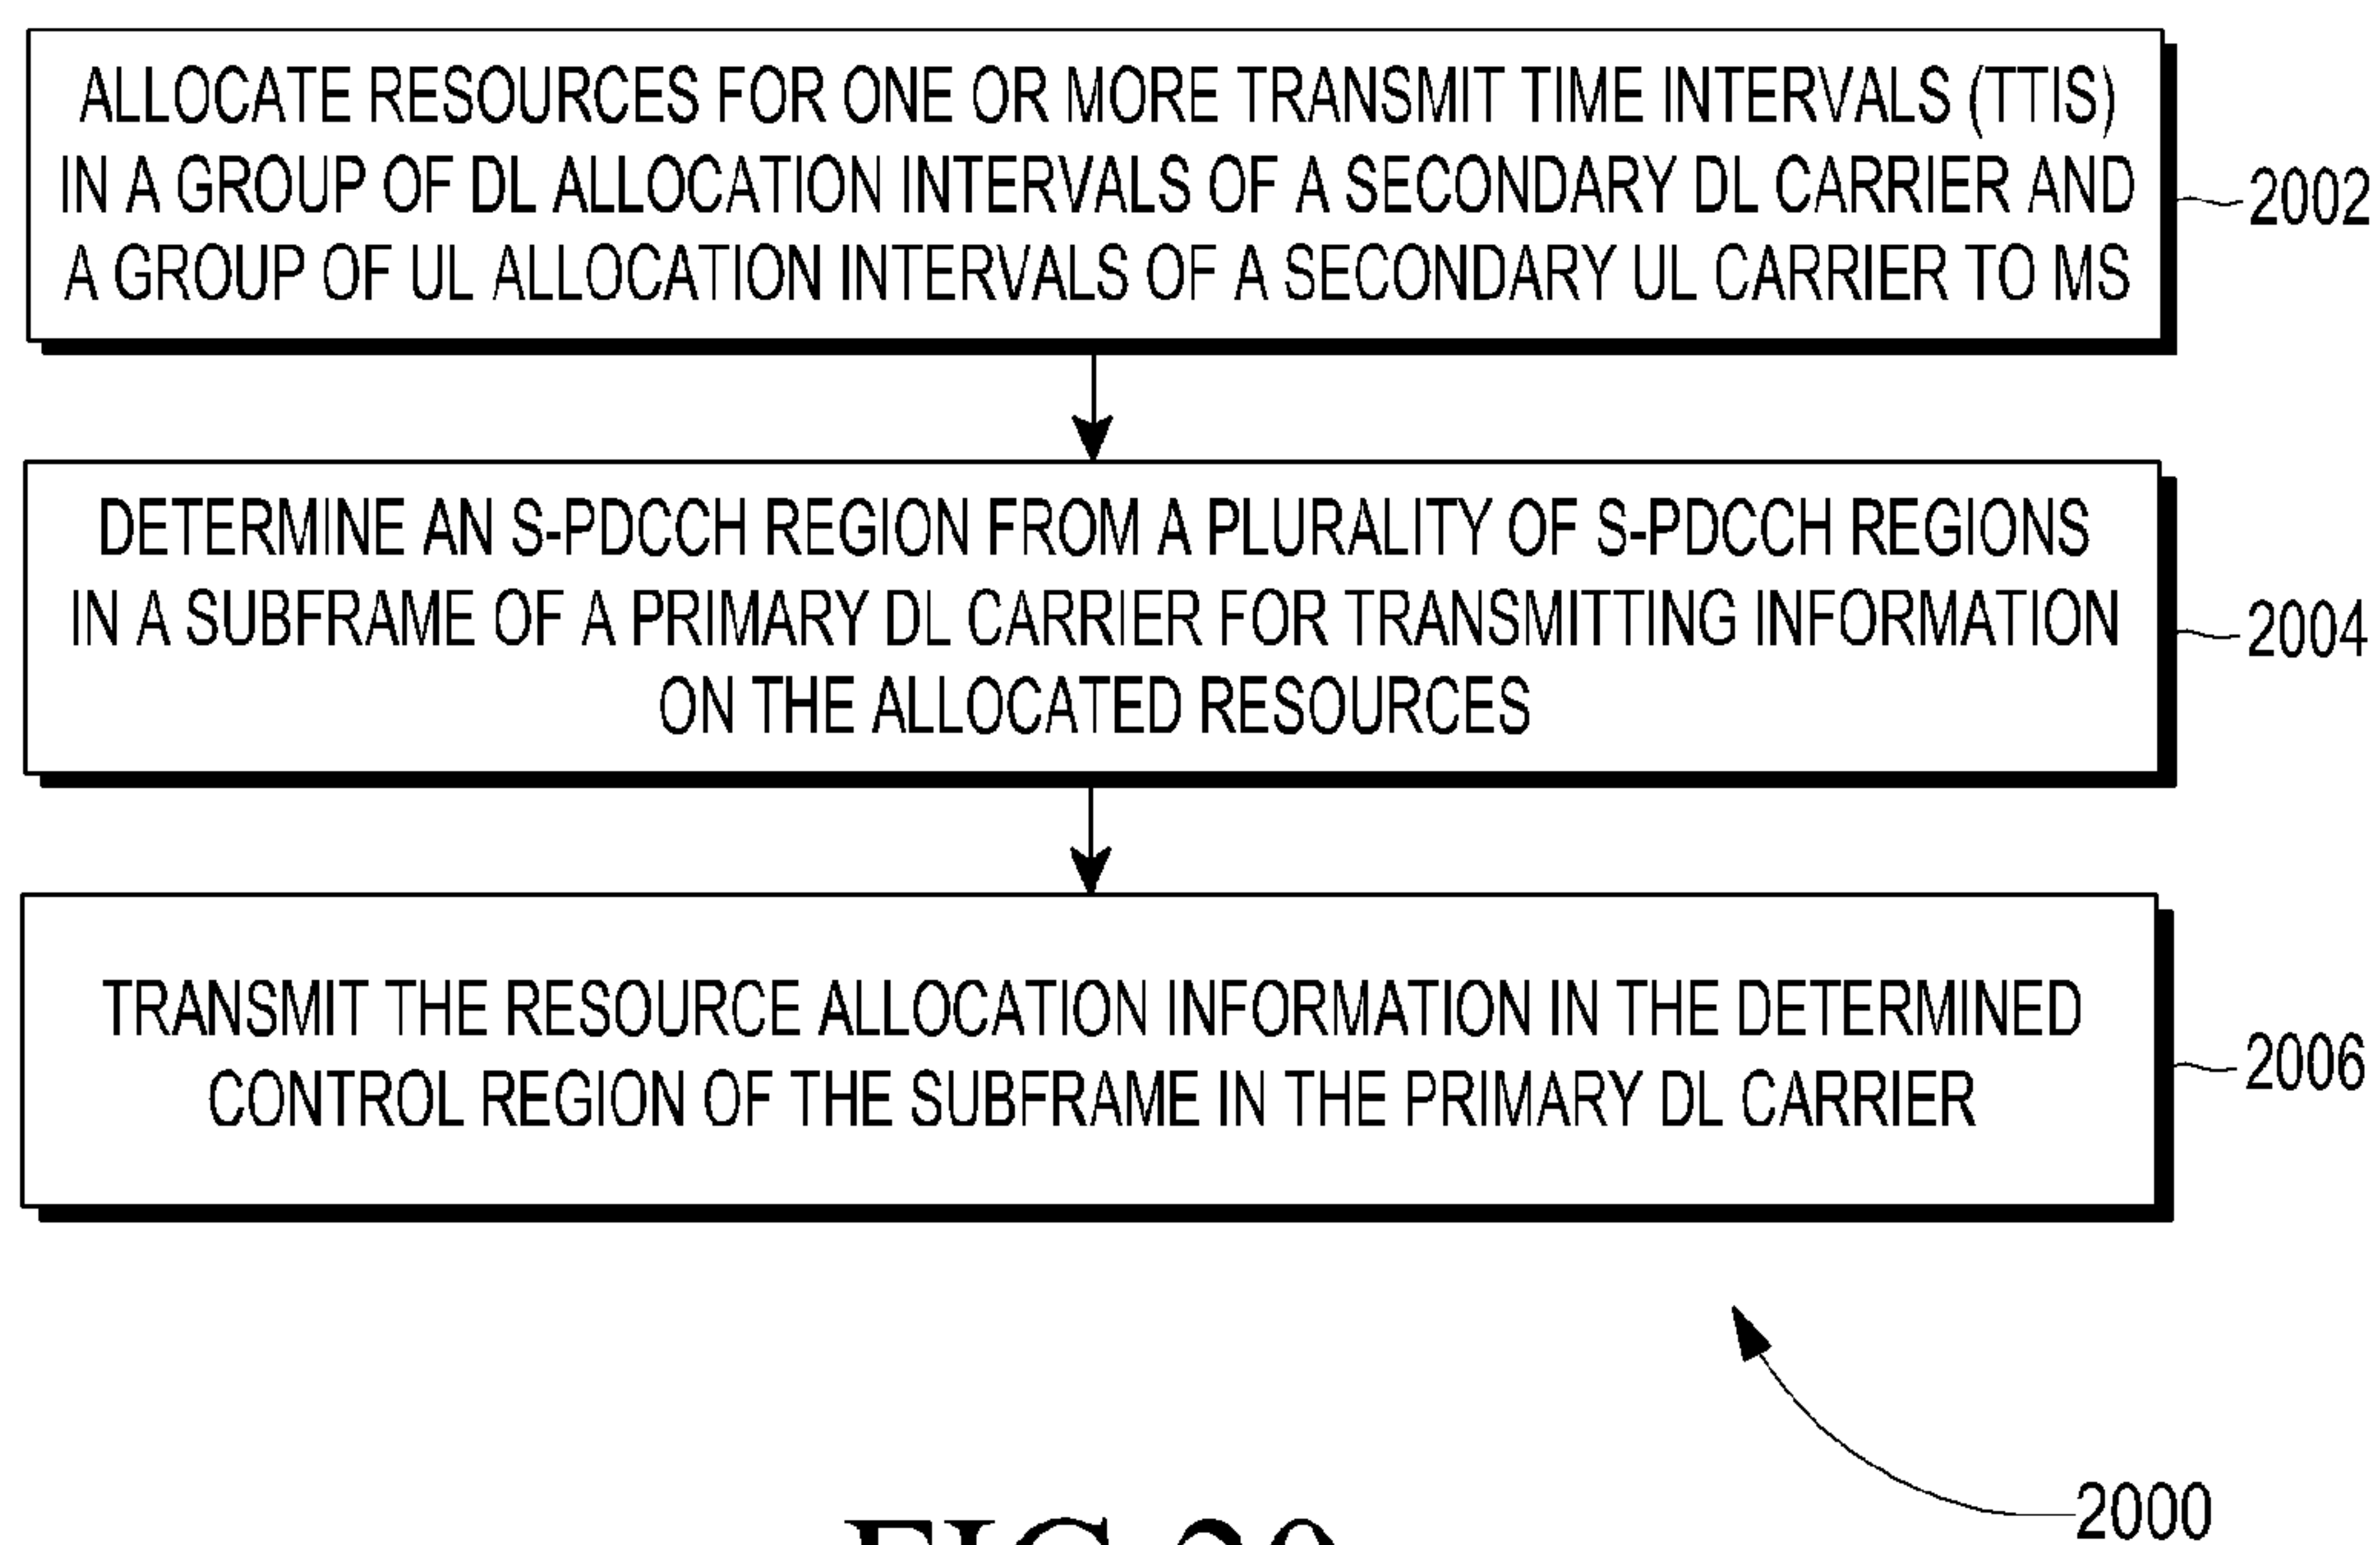 ALLOCATE RESOURCES FOR ONE OR MORE TRANSMIT TIME INTERVALS (TTIS)
IN A GROUP OF DL ALLOCATION INTERVALS OF A SECONDARY DL CARRIER AND
A GROUP OF UL ALLOCATION INTERVALS OF A SECONDARY UL CARRIER TO MS
2002
DETERMINE AN S-PDCCH REGION FROM A PLURALITY OF S-PDCCH REGIONS
IN A SUBFRAME OF A PRIMARY DL CARRIER FOR TRANSMITTING INFORMATION
ON THE ALLOCATED RESOURCES
2004
TRANSMIT THE RESOURCE ALLOCATION INFORMATION IN THE DETERMINED
CONTROL REGION OF THE SUBFRAME IN THE PRIMARY DL CARRIER
2006
2000